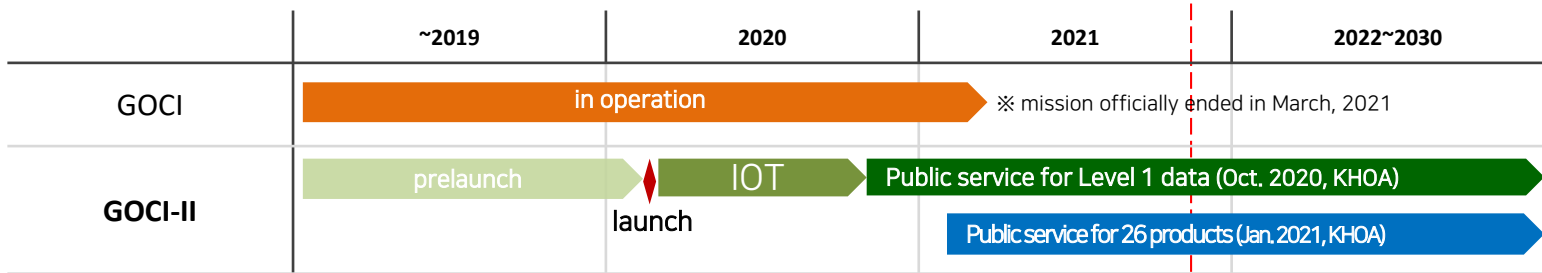 ~2019 2020 2021 2022~2030
GOCI in operation ※ mission officially ended in March, 2021
prelaunch IOT Public service for Level 1 data (Oct. 2020, KHOA)
GOCI-II launch
Public service for 26 products (Jan. 2021, KHOA)